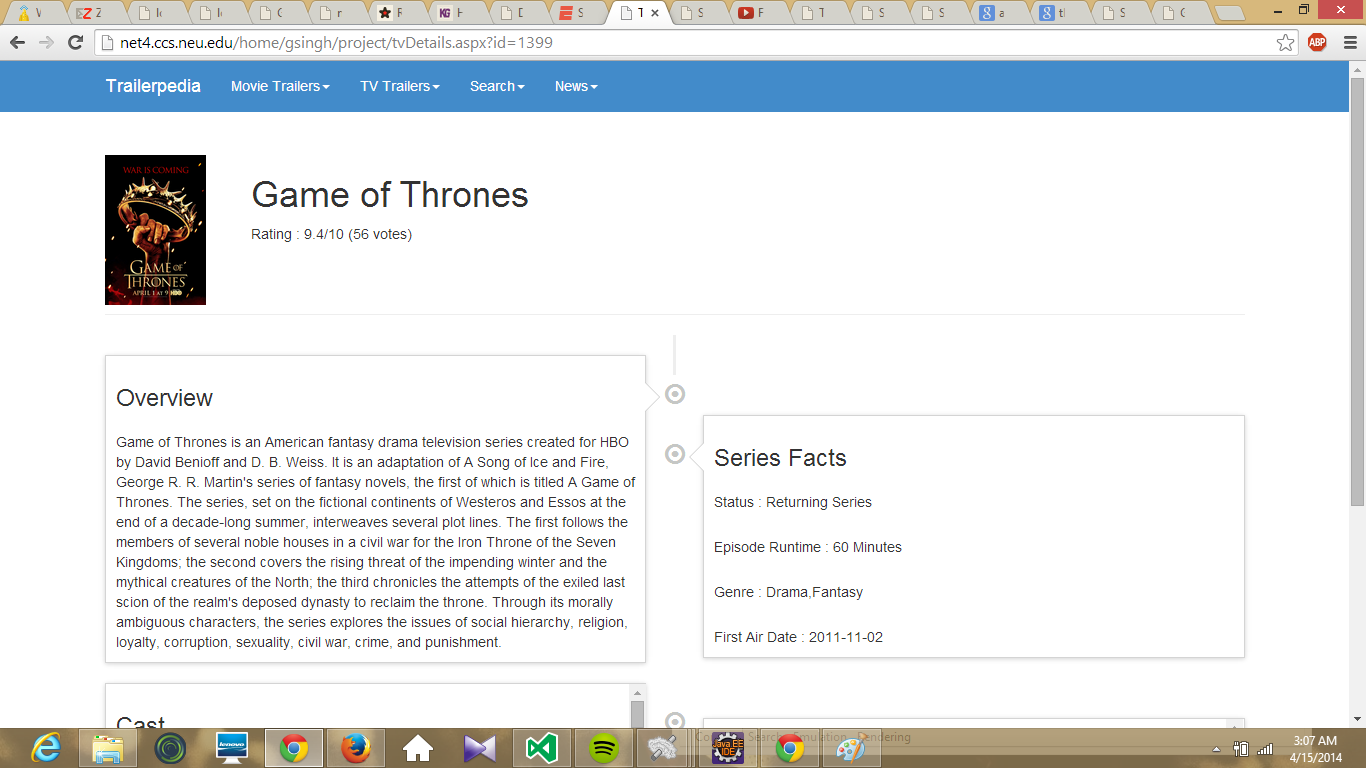 W
Z
G
r
F
KG
H
D
S
T
S
F
T
S
S
a
tl
S
C
net4.ccs.neu.edu/home/gsingh/project/tvDetails.aspx?id=1399
ABP
Trailerpedia Movie Trailers TV Trailers Search News
WAR IS COMING
GAME OF
THRONES
APRIL 1 AT 9 HBO
Game of Thrones
Rating : 9.4/10 (56 votes)
Overview
Game of Thrones is an American fantasy drama television series created for HBO
by David Benioff and D. B. Weiss. It is an adaptation of A Song of Ice and Fire,
George R. R. Martin's series of fantasy novels, the first of which is titled A Game of
Thrones. The series, set on the fictional continents of Westeros and Essos at the
end of a decade-long summer, interweaves several plot lines. The first follows the
members of several noble houses in a civil war for the Iron Throne of the Seven
Kingdoms; the second covers the rising threat of the impending winter and the
mythical creatures of the North; the third chronicles the attempts of the exiled last
scion of the realm's deposed dynasty to reclaim the throne. Through its morally
ambiguous characters, the series explores the issues of social hierarchy, religion,
loyalty, corruption, sexuality, civil war, crime, and punishment.
Series Facts
Status : Returning Series
Episode Runtime : 60 Minutes
Genre : Drama,Fantasy
First Air Date : 2011-11-02
Cast
Search Emulation Rendering
lenovo
Java EE
IDE
3:07 AM
4/15/2014